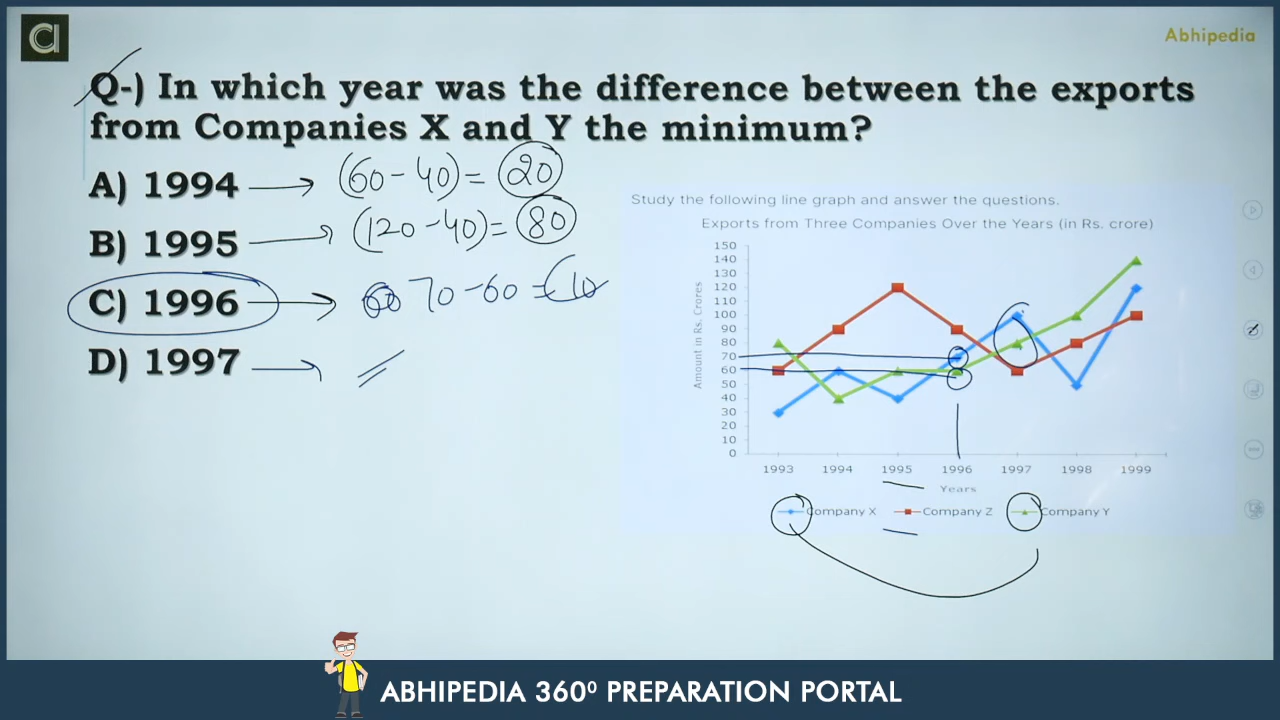 Abhipedia
Q-) In which year was the difference between the exports
from Companies X and Y the minimum?
A) 1994 → (60 - 40) = 20
B) 1995 → (120 - 40) = 80
C) 1996 → 70 - 60 = 10
D) 1997 →
Study the following line graph and answer the questions.
Exports from Three Companies Over the Years (in Rs. crore)
Amount in Rs. Crores
150
140
130
120
110
100
90
80
70
60
50
40
30
20
10
0
1993 1994 1995 1996 1997 1998 1999
Years
Company X Company Z Company Y
ABHIPEDIA 360⁰ PREPARATION PORTAL